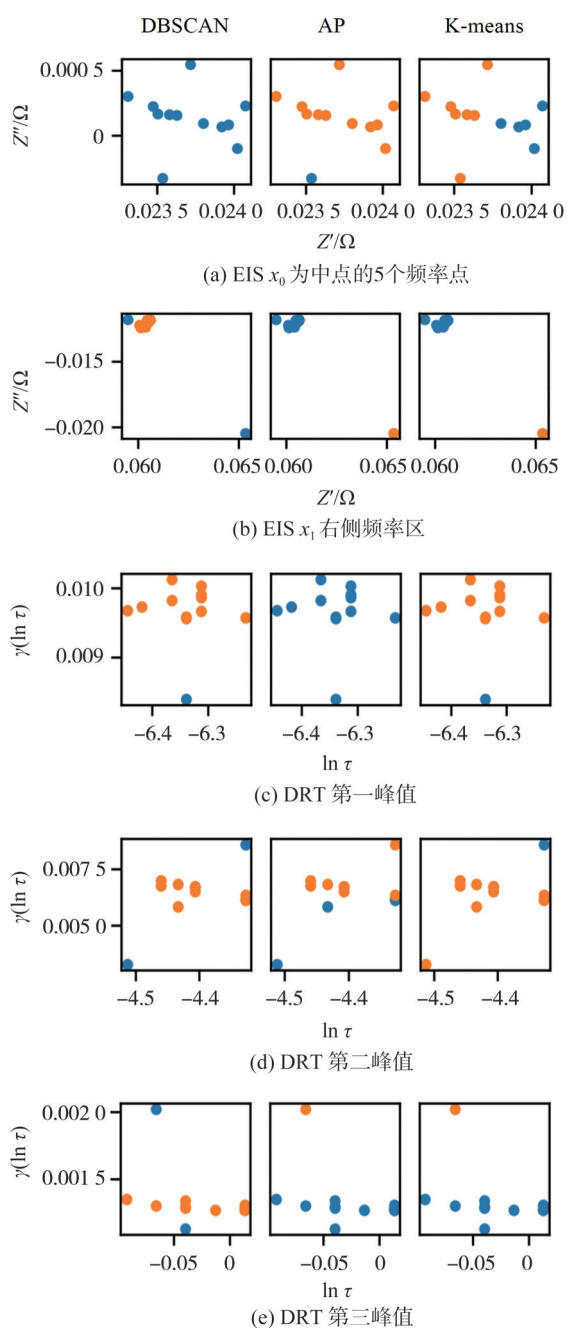 DBSCAN AP K-means
Z″/Ω
0.000 5
0
0.023 5 0.024 0 0.023 5 0.024 0 0.023 5 0.024 0
Z′/Ω
(a) EIS x₀为中点的5个频率点
Z″/Ω
−0.015
−0.020
0.060 0.065 0.060 0.065 0.060 0.065
Z′/Ω
(b) EIS x₁右侧频率区
γ(ln τ)
0.010
0.009
−6.4 −6.3 −6.4 −6.3 −6.4 −6.3
ln τ
(c) DRT 第一峰值
γ(ln τ)
0.007 5
0.005 0
−4.5 −4.4 −4.5 −4.4 −4.5 −4.4
ln τ
(d) DRT 第二峰值
γ(ln τ)
0.002 0
0.001 5
−0.05 0 −0.05 0 −0.05 0
ln τ
(e) DRT 第三峰值